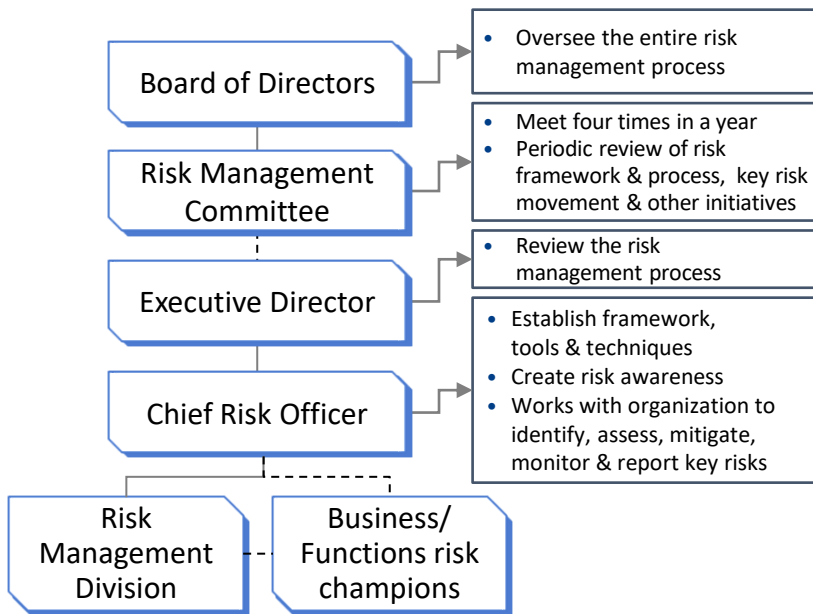 Board of Directors
• Oversee the entire risk
management process
Risk Management
Committee
• Meet four times in a year
• Periodic review of risk
framework & process, key risk
movement & other initiatives
Executive Director
• Review the risk
management process
Chief Risk Officer
• Establish framework,
tools & techniques
• Create risk awareness
• Works with organization to
identify, assess, mitigate,
monitor & report key risks
Risk
Management
Division
Business/
Functions risk
champions